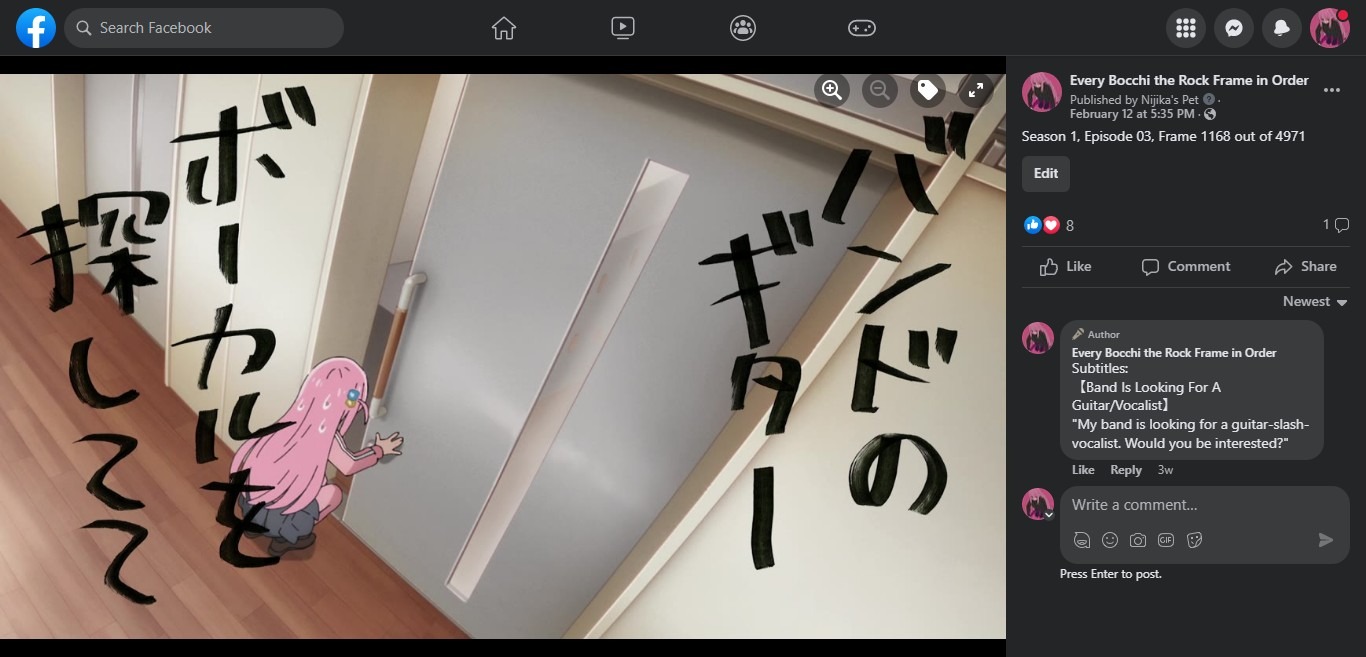 Search Facebook
バンドの
ギター
ボーカルも
探してて
Every Bocchi the Rock Frame in Order
Published by Nijika's Pet ·
February 12 at 5:35 PM ·
Season 1, Episode 03, Frame 1168 out of 4971
Edit
8
1
Like
Comment
Share
Newest
Author
Every Bocchi the Rock Frame in Order
Subtitles:
【Band Is Looking For A
Guitar/Vocalist】
"My band is looking for a guitar-slash-
vocalist. Would you be interested?"
Like
Reply
3w
Write a comment...
GIF
Press Enter to post.